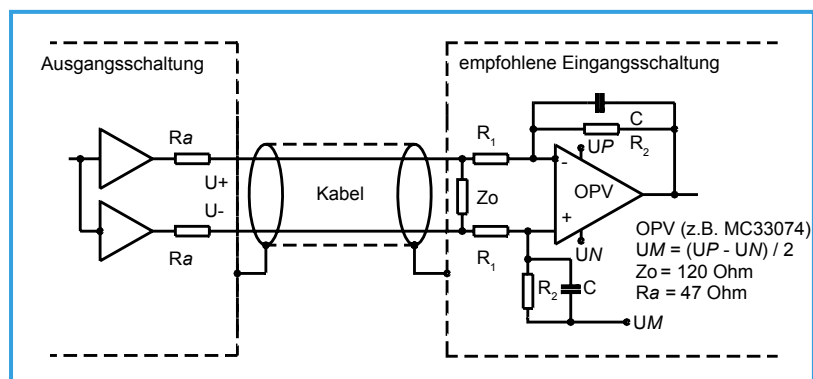 Ausgangsschaltung
empfohlene Eingangsschaltung
Ra
U+
U-
Ra
Kabel
Zo
R1
R1
C
R2
UP
-
OPV
+
UN
R2
C
UM
OPV (z.B. MC33074)
UM = (UP - UN) / 2
Zo = 120 Ohm
Ra = 47 Ohm